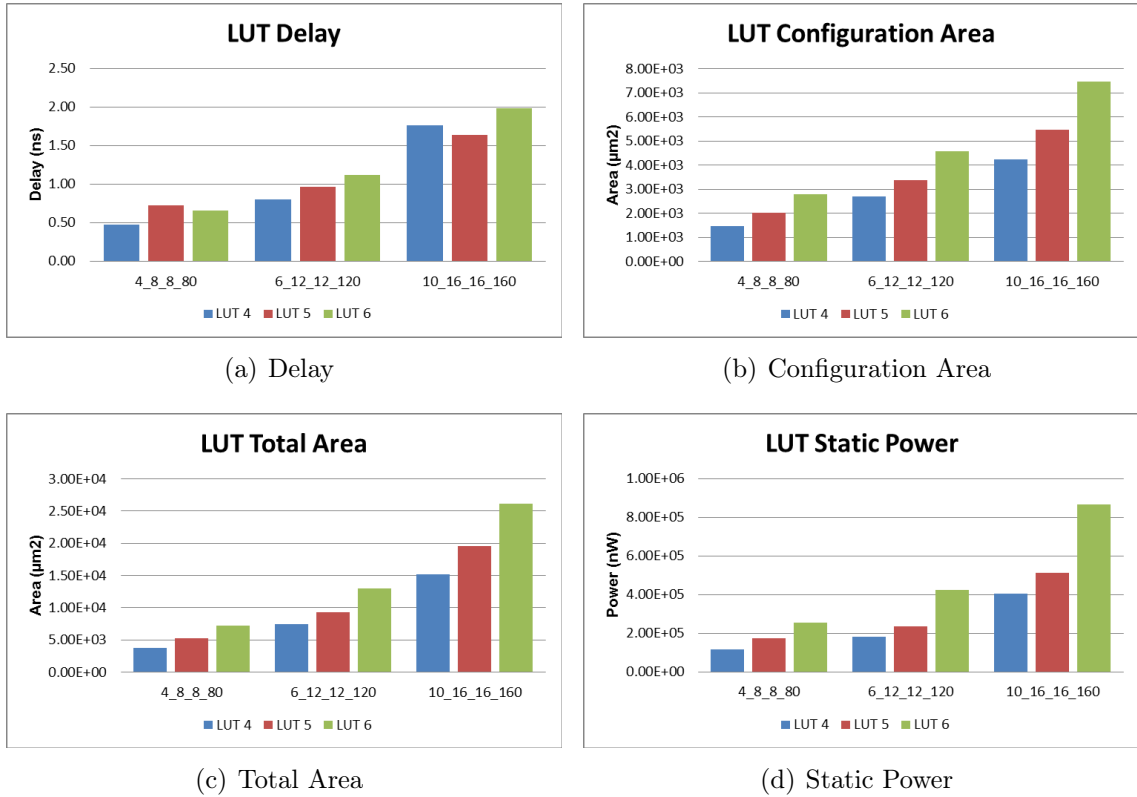 LUT Delay
Delay (ns)
2.50
2.00
1.50
1.00
0.50
0.00
4_8_8_80 6_12_12_120 10_16_16_160
LUT 4 LUT 5 LUT 6
(a) Delay
LUT Configuration Area
Area (µm2)
8.00E+03
7.00E+03
6.00E+03
5.00E+03
4.00E+03
3.00E+03
2.00E+03
1.00E+03
0.00E+00
4_8_8_80 6_12_12_120 10_16_16_160
LUT 4 LUT 5 LUT 6
(b) Configuration Area
LUT Total Area
Area (µm2)
3.00E+04
2.50E+04
2.00E+04
1.50E+04
1.00E+04
5.00E+03
0.00E+00
4_8_8_80 6_12_12_120 10_16_16_160
LUT 4 LUT 5 LUT 6
(c) Total Area
LUT Static Power
Power (nW)
1.00E+06
8.00E+05
6.00E+05
4.00E+05
2.00E+05
0.00E+00
4_8_8_80 6_12_12_120 10_16_16_160
LUT 4 LUT 5 LUT 6
(d) Static Power